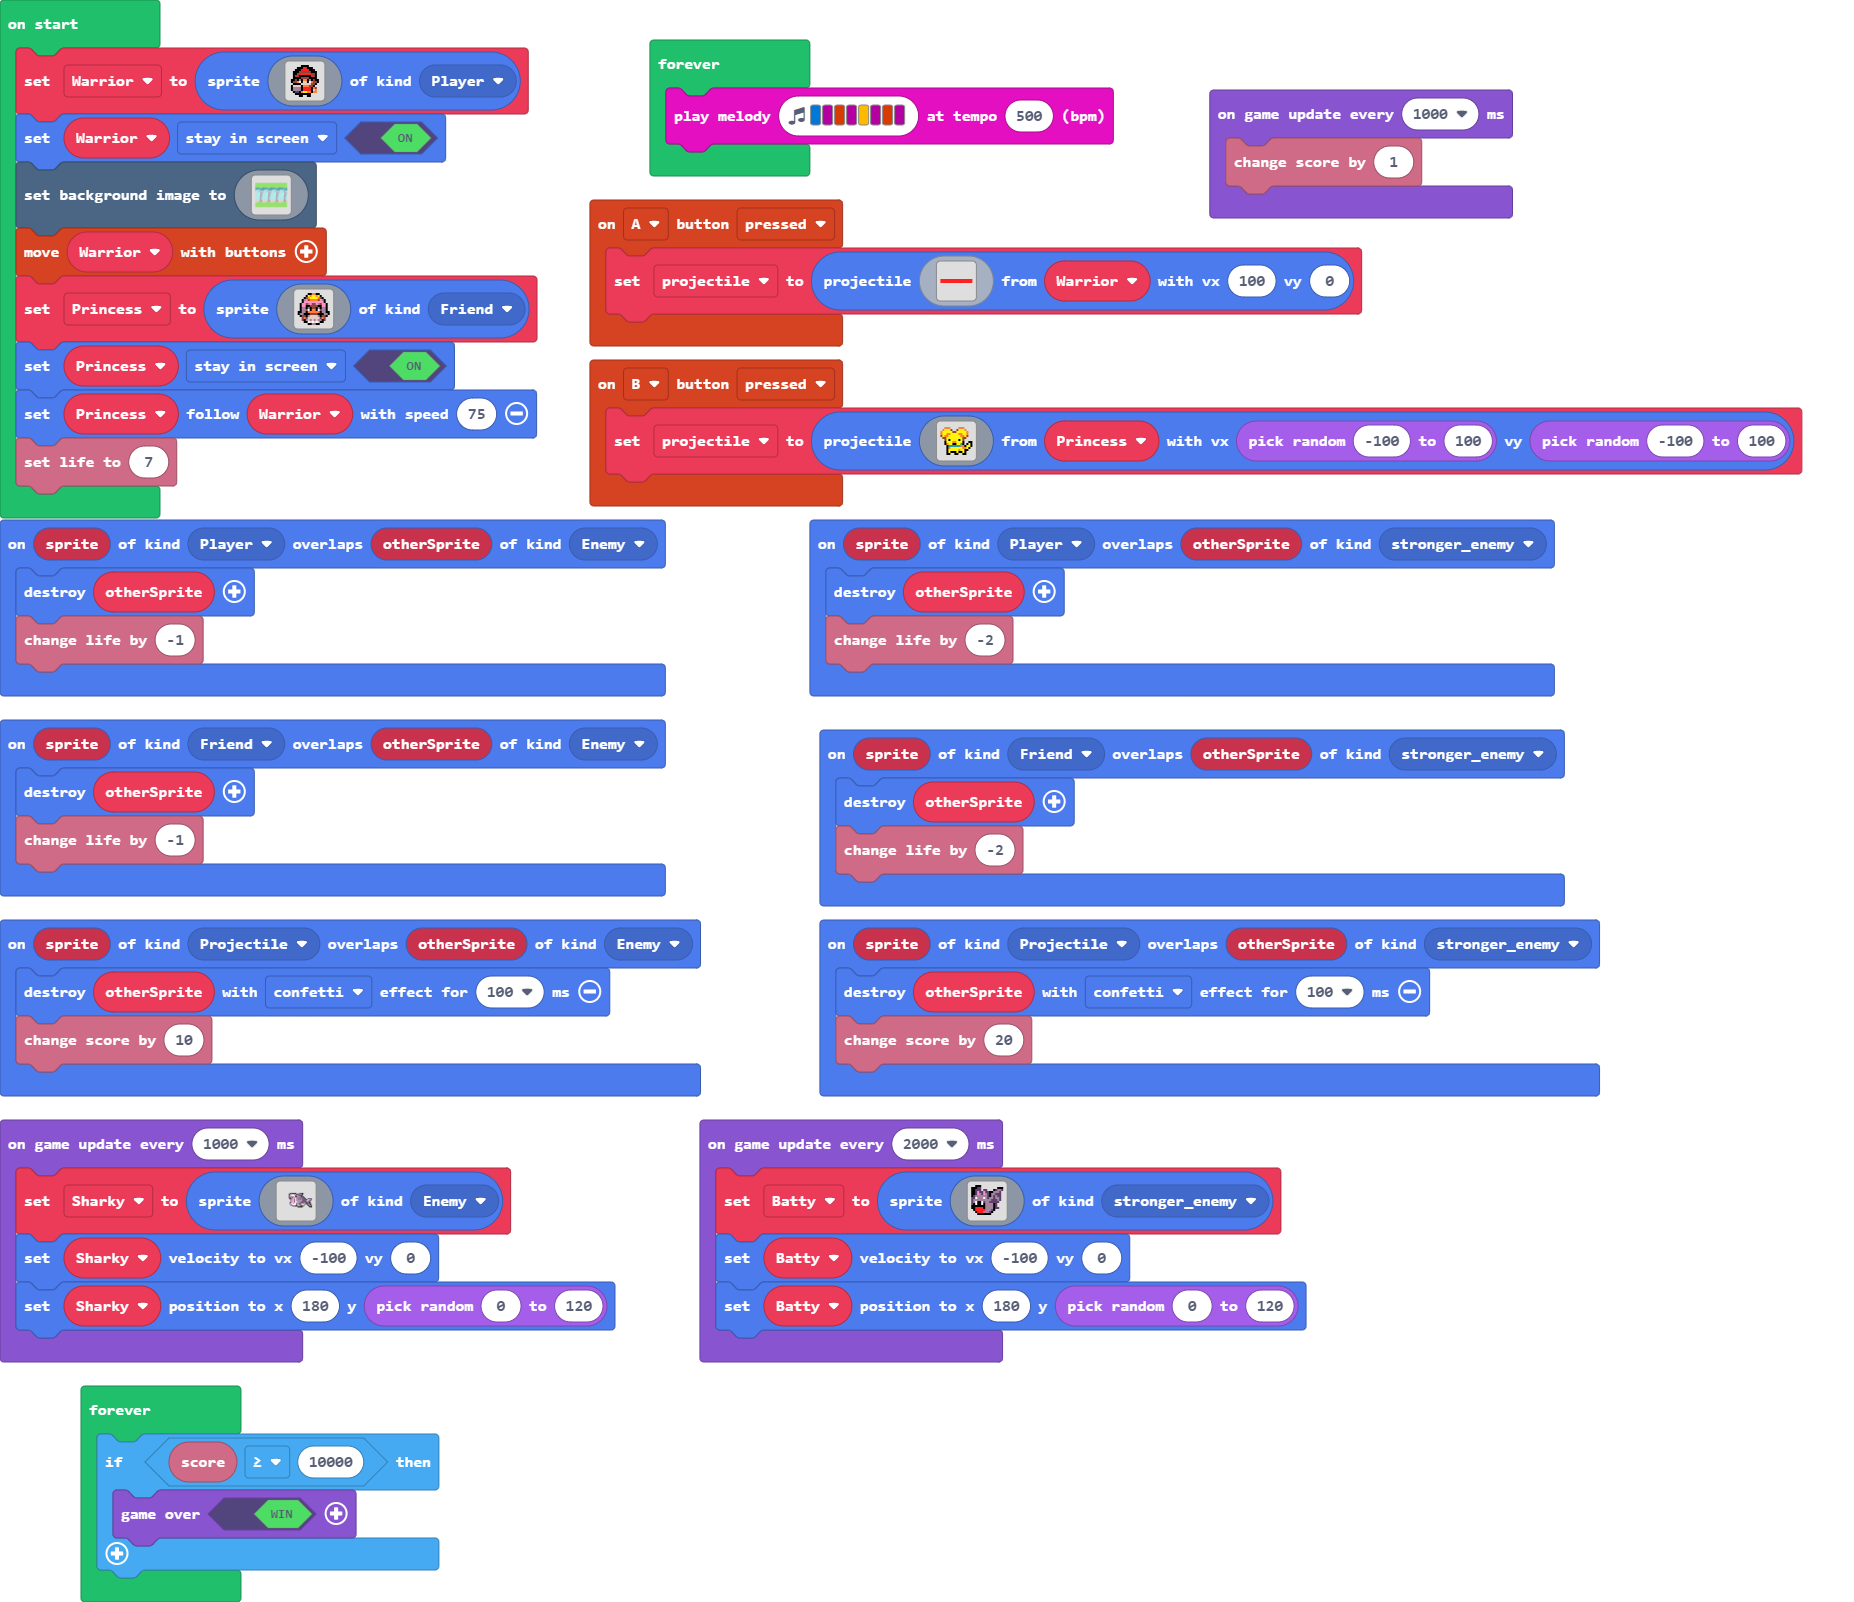 on start
set Warrior to sprite of kind Player
set Warrior stay in screen ON
set background image to
move Warrior with buttons
set Princess to sprite of kind Friend
set Princess stay in screen ON
set Princess follow Warrior with speed 75
set life to 7
forever
play melody at tempo 500 (bpm)
on game update every 1000 ms
change score by 1
on A button pressed
set projectile to projectile from Warrior with vx 100 vy 0
on B button pressed
set projectile to projectile from Princess with vx pick random -100 to 100 vy pick random -100 to 100
on sprite of kind Player overlaps otherSprite of kind Enemy
destroy otherSprite
change life by -1
on sprite of kind Player overlaps otherSprite of kind stronger_enemy
destroy otherSprite
change life by -2
on sprite of kind Friend overlaps otherSprite of kind Enemy
destroy otherSprite
change life by -1
on sprite of kind Friend overlaps otherSprite of kind stronger_enemy
destroy otherSprite
change life by -2
on sprite of kind Projectile overlaps otherSprite of kind Enemy
destroy otherSprite with confetti effect for 100 ms
change score by 10
on sprite of kind Projectile overlaps otherSprite of kind stronger_enemy
destroy otherSprite with confetti effect for 100 ms
change score by 20
on game update every 1000 ms
set Sharky to sprite of kind Enemy
set Sharky velocity to vx -100 vy 0
set Sharky position to x 180 y pick random 0 to 120
on game update every 2000 ms
set Batty to sprite of kind stronger_enemy
set Batty velocity to vx -100 vy 0
set Batty position to x 180 y pick random 0 to 120
forever
if score ≥ 10000 then
game over WIN